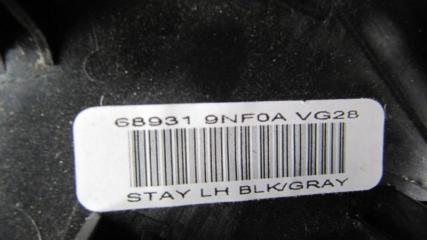 68931 9NF0A VG28
STAY LH BLK/GRAY